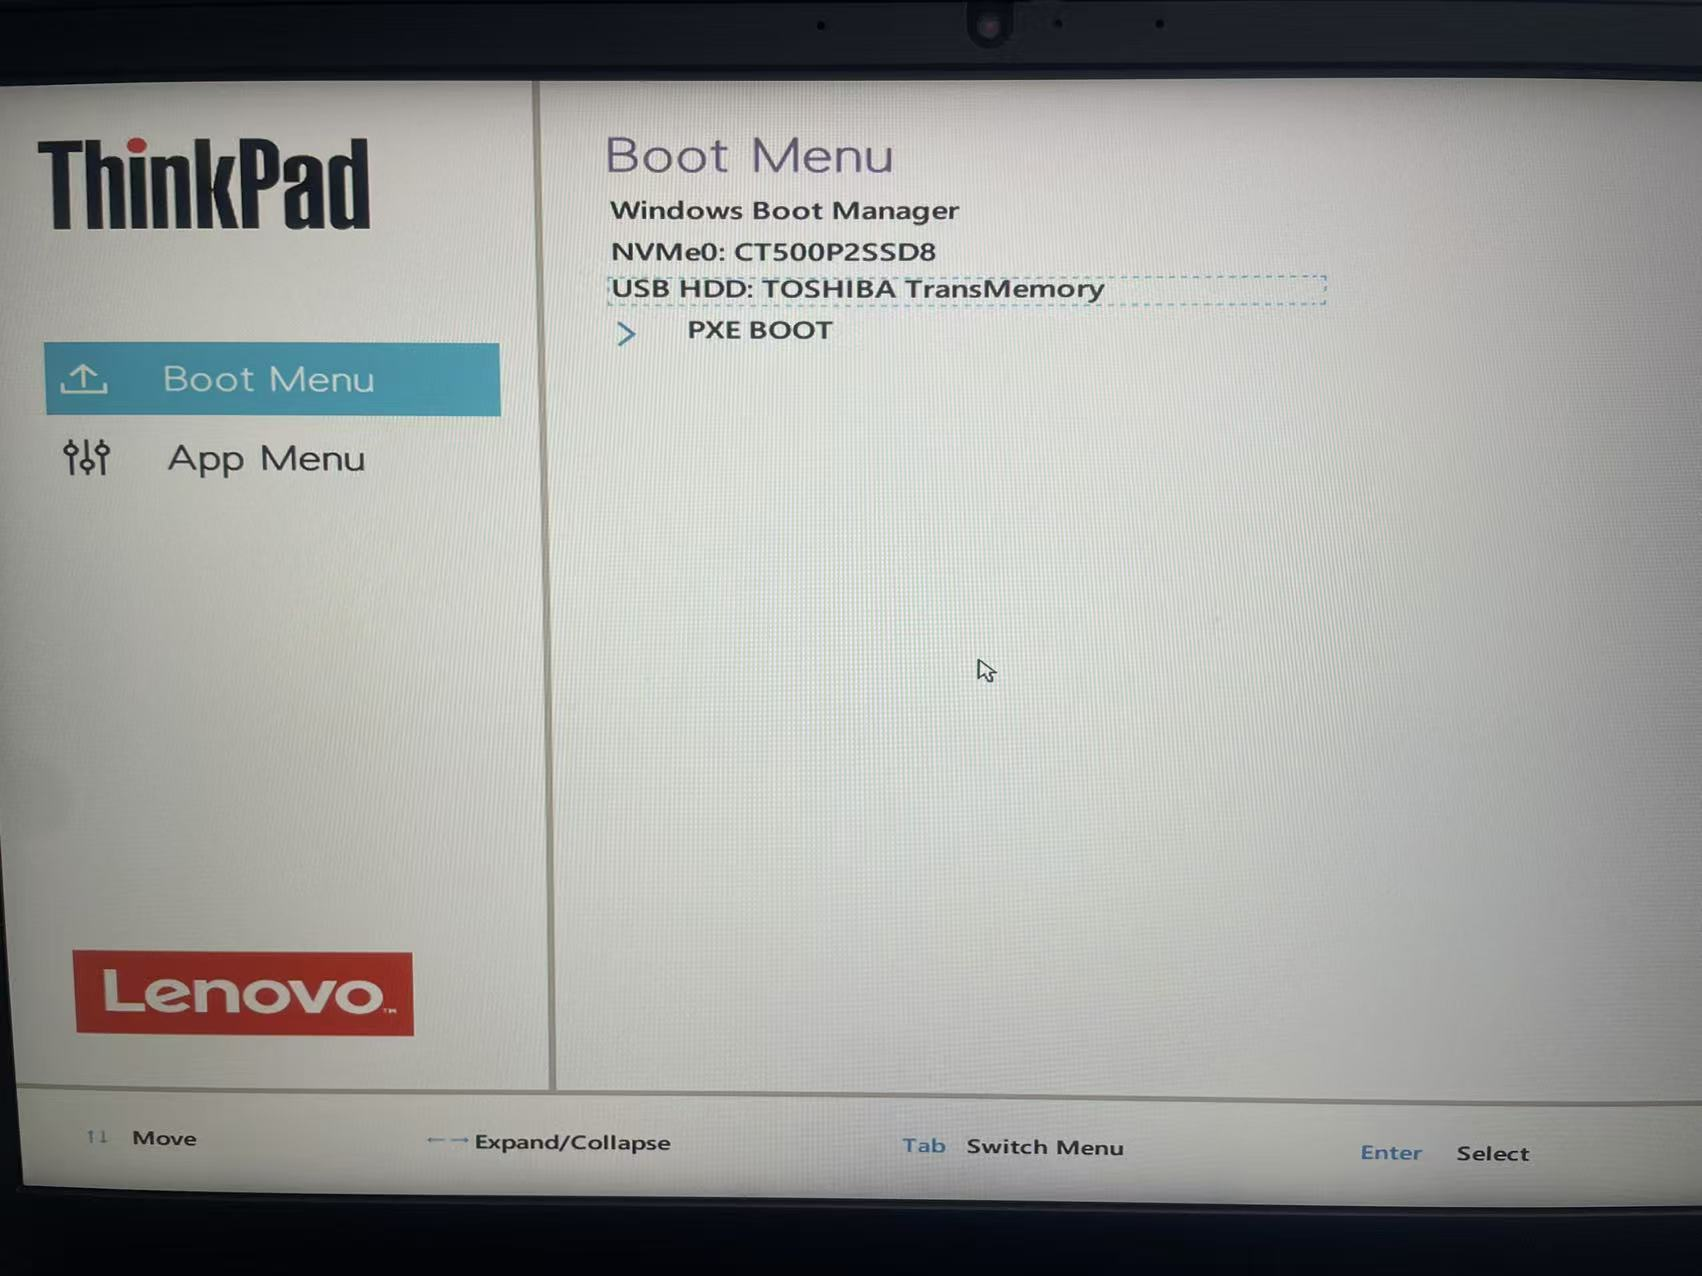 ThinkPad
Boot Menu
App Menu
Lenovo™
Boot Menu
Windows Boot Manager
NVMe0: CT500P2SSD8
USB HDD: TOSHIBA TransMemory
> PXE BOOT
↑↓ Move
←→ Expand/Collapse
Tab Switch Menu
Enter Select